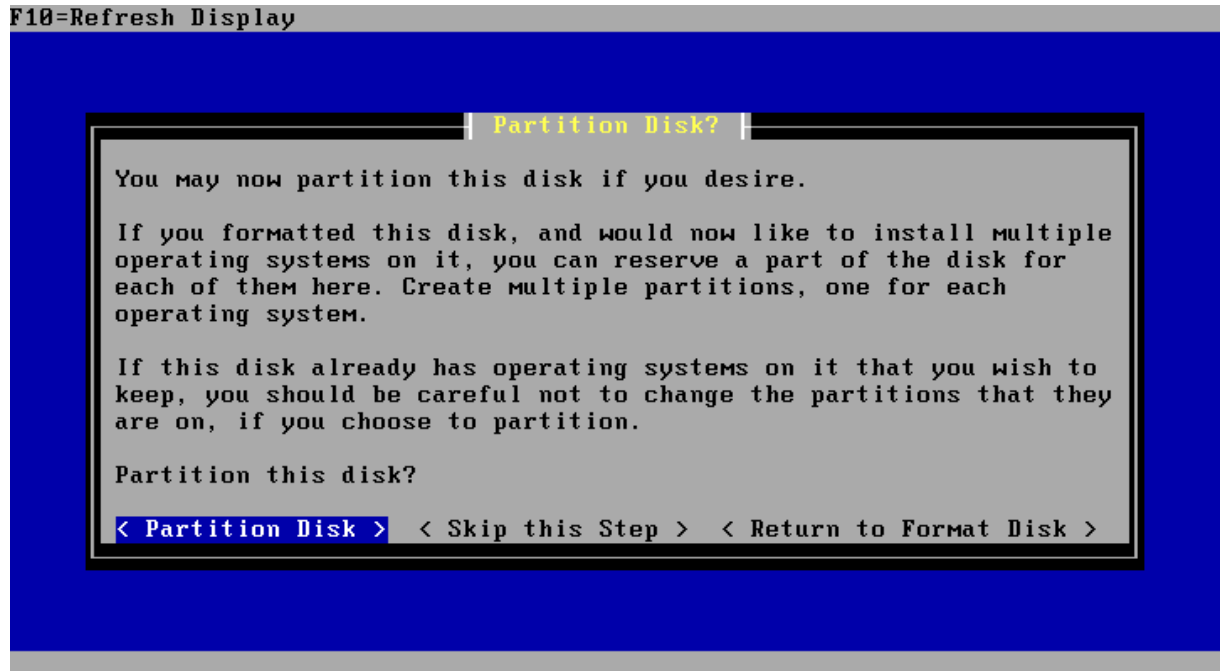 F10=Refresh Display
Partition Disk?
You may now partition this disk if you desire.
If you formatted this disk, and would now like to install multiple
operating systems on it, you can reserve a part of the disk for
each of them here. Create multiple partitions, one for each
operating system.
If this disk already has operating systems on it that you wish to
keep, you should be careful not to change the partitions that they
are on, if you choose to partition.
Partition this disk?
< Partition Disk > < Skip this Step > < Return to Format Disk >